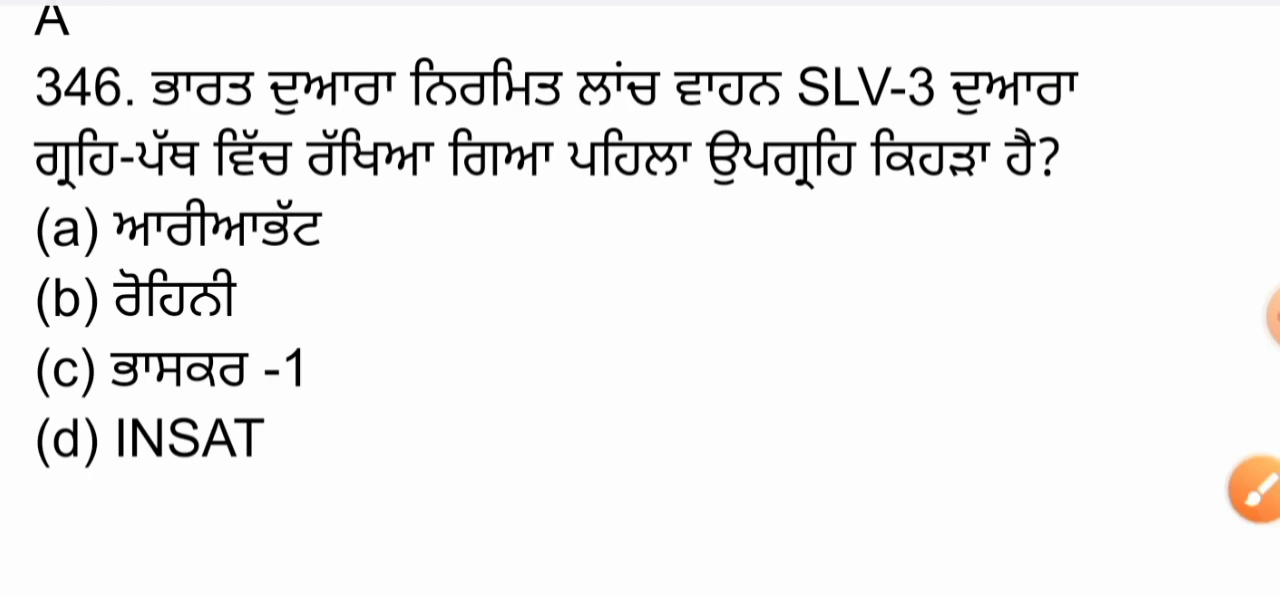 A
346. ਭਾਰਤ ਦੁਆਰਾ ਨਿਰਮਿਤ ਲਾਂਚ ਵਾਹਨ SLV-3 ਦੁਆਰਾ
ਗ੍ਰਹਿ-ਪੱਥ ਵਿੱਚ ਰੱਖਿਆ ਗਿਆ ਪਹਿਲਾ ਉਪਗ੍ਰਹਿ ਕਿਹੜਾ ਹੈ?
(a) ਆਰੀਆਭੱਟ
(b) ਰੋਹਿਨੀ
(c) ਭਾਸਕਰ -1
(d) INSAT